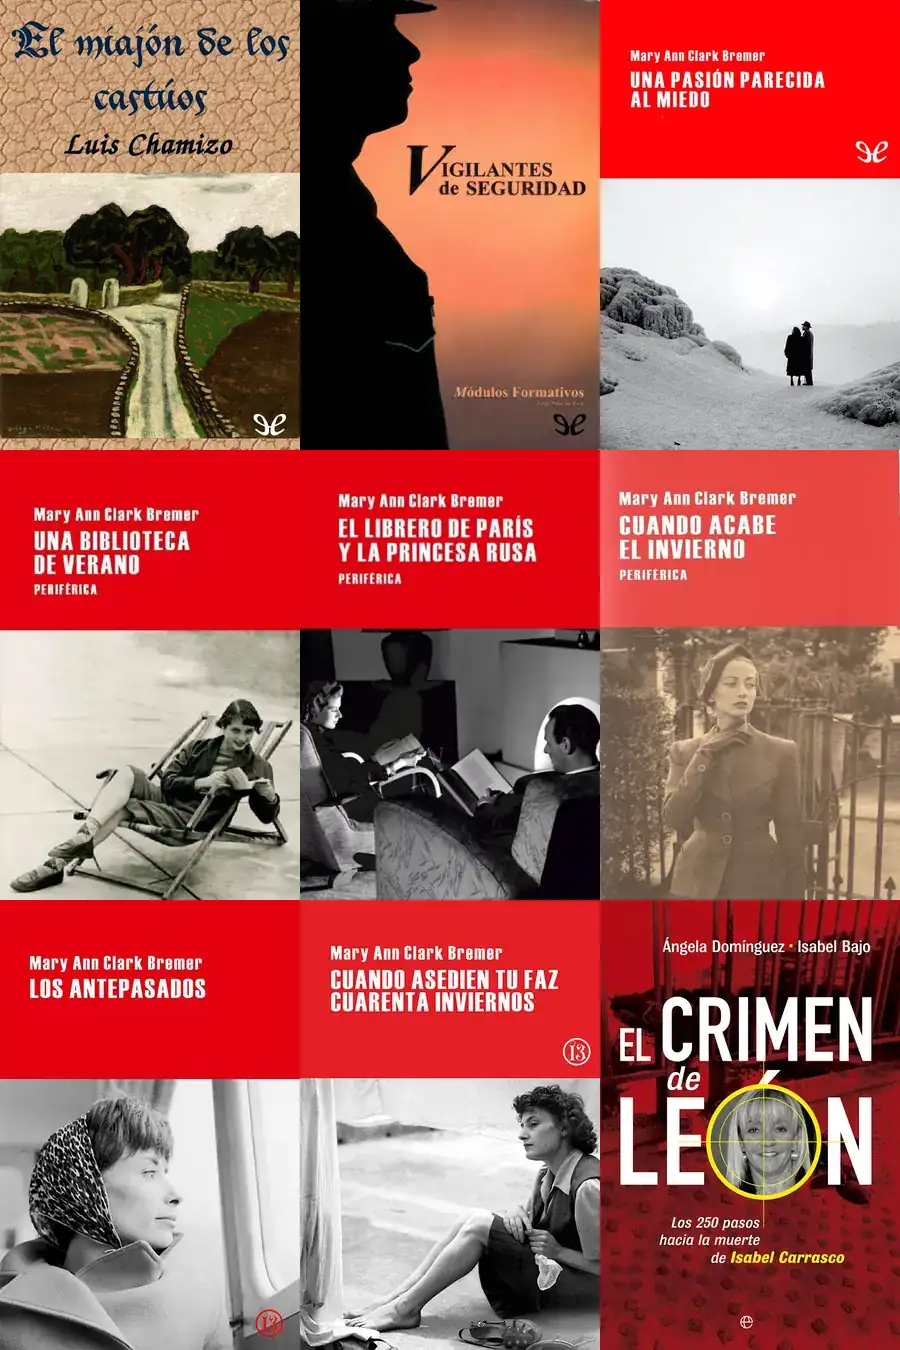 El miajón de los
castúos
Luis Chamizo
VIGILANTES
de SEGURIDAD
Módulos Formativos
Mary Ann Clark Bremer
UNA PASIÓN PARECIDA
AL MIEDO
Mary Ann Clark Bremer
UNA BIBLIOTECA
DE VERANO
PERIFÉRICA
Mary Ann Clark Bremer
EL LIBRERO DE PARÍS
Y LA PRINCESA RUSA
PERIFÉRICA
Mary Ann Clark Bremer
CUANDO ACABE
EL INVIERNO
PERIFÉRICA
Mary Ann Clark Bremer
LOS ANTEPASADOS
13
Mary Ann Clark Bremer
CUANDO ASEDIEN TU FAZ
CUARENTA INVIERNOS
13
Ángela Domínguez • Isabel Bajo
EL CRIMEN
de
LEÓN
Los 250 pasos
hacia la muerte
de Isabel Carrasco